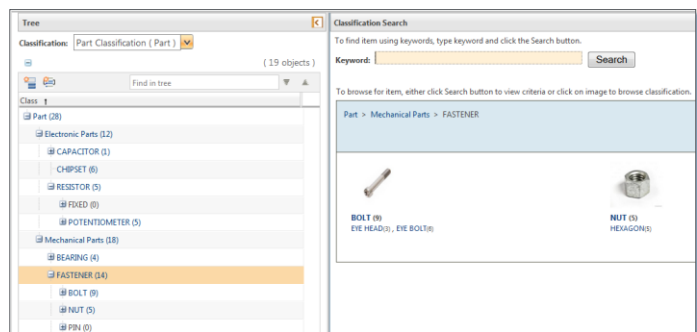 Tree
Classification: Part Classification ( Part )
( 19 objects )
Find in tree
Class
Part (28)
Electronic Parts (12)
CAPACITOR (1)
CHIPSET (6)
RESISTOR (5)
FIXED (0)
POTENTIOMETER (5)
Mechanical Parts (18)
BEARING (4)
FASTENER (14)
BOLT (9)
NUT (5)
PIN (0)
Classification Search
To find item using keywords, type keyword and click the Search button.
Keyword: Search
To browse for item, either click Search button to view criteria or click on image to browse classification.
Part > Mechanical Parts > FASTENER
BOLT (9)
EYE HEAD(3) , EYE BOLT(6)
NUT (5)
HEXAGON(5)